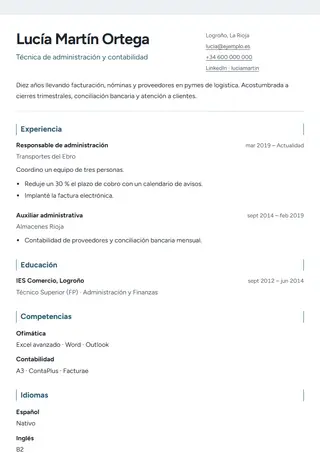 Lucía Martín Ortega
Técnica de administración y contabilidad
Logroño, La Rioja
lucia@ejemplo.es
+34 600 000 000
LinkedIn · luciamartin
Diez años llevando facturación, nóminas y proveedores en pymes de logística. Acostumbrada a
cierres trimestrales, conciliación bancaria y atención a clientes.
Experiencia
Responsable de administración mar 2019 – Actualidad
Transportes del Ebro
Coordino un equipo de tres personas.
• Reduje un 30 % el plazo de cobro con un calendario de avisos.
• Implanté la factura electrónica.
Auxiliar administrativa sept 2014 – feb 2019
Almacenes Rioja
• Contabilidad de proveedores y conciliación bancaria mensual.
Educación
IES Comercio, Logroño sept 2012 – jun 2014
Técnico Superior (FP) · Administración y Finanzas
Competencias
Ofimática
Excel avanzado · Word · Outlook
Contabilidad
A3 · ContaPlus · Facturae
Idiomas
Español
Nativo
Inglés
B2